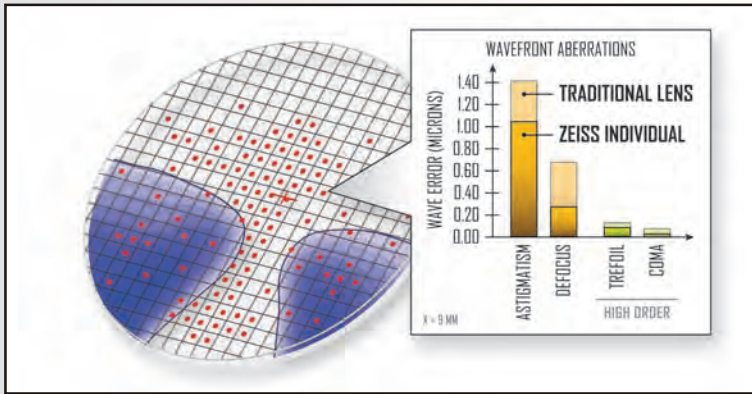 WAVEFRONT ABERRATIONS
WAVE ERROR (MICRONS)
1.40
1.20
1.00
0.80
0.60
0.40
0.20
0.00
TRADITIONAL LENS
ZEISS INDIVIDUAL
ASTIGMATISM
DEFOCUS
TREFOIL
COMA
HIGH ORDER
X = 9 MM